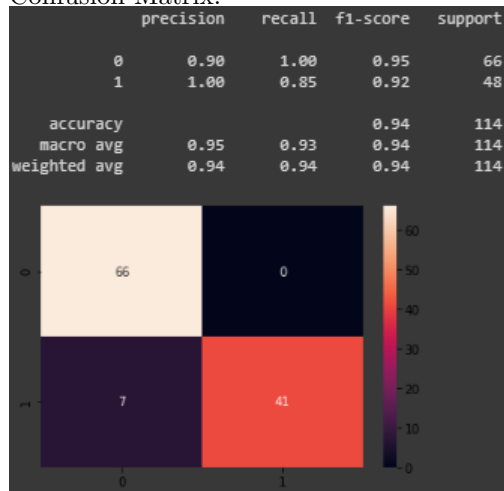 Confusion Matrix:
precision recall f1-score support
0 0.90 1.00 0.95 66
1 1.00 0.85 0.92 48
accuracy 0.94 114
macro avg 0.95 0.93 0.94 114
weighted avg 0.94 0.94 0.94 114
0 66 0
1 7 41
0 1
60
50
40
30
20
10
0